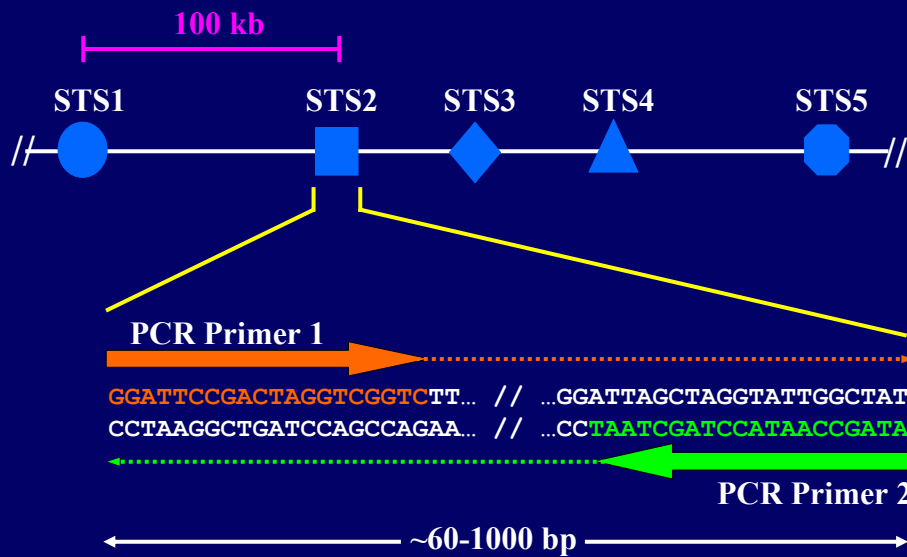 100 kb
STS1 STS2 STS3 STS4 STS5
// //
PCR Primer 1
GGATTCCGACTAGGTCGGTCTT... // ...GGATTAGCTAGGTATTGGCTAT
CCTAAGGCTGATCCAGCCAGAA... // ...CCTAATCGATCCATAACCGATA
PCR Primer 2
~60-1000 bp